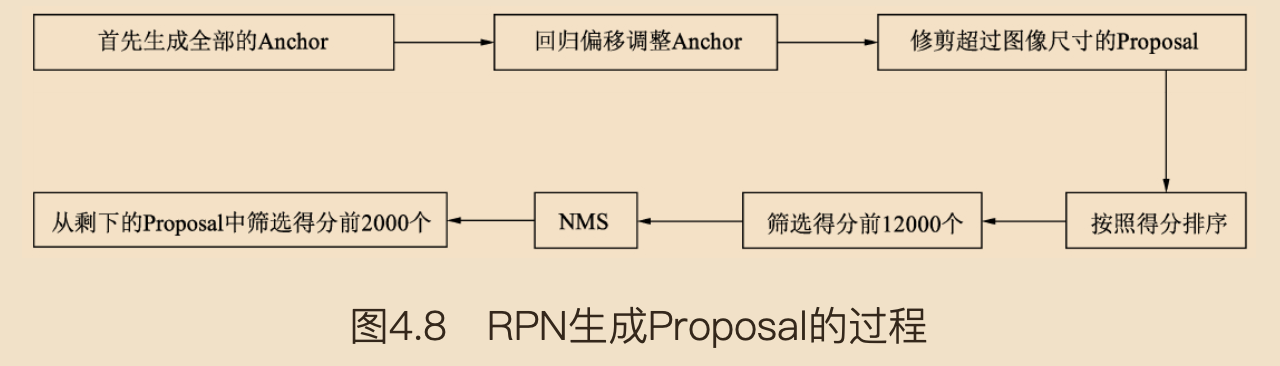 首先生成全部的Anchor
回归偏移调整Anchor
修剪超过图像尺寸的Proposal
按照得分排序
筛选得分前12000个
NMS
从剩下的Proposal中筛选得分前2000个
图4.8 RPN生成Proposal的过程